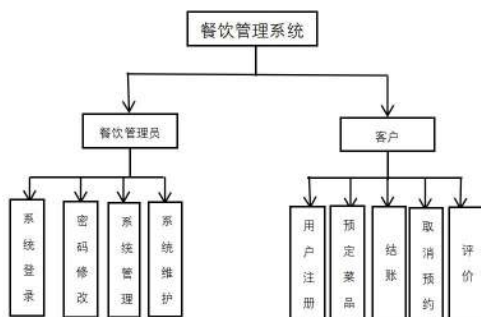 餐饮管理系统
餐饮管理员
客户
系统登录
密码修改
系统管理
系统维护
用户注册
预定菜品
结账
取消预约
评价